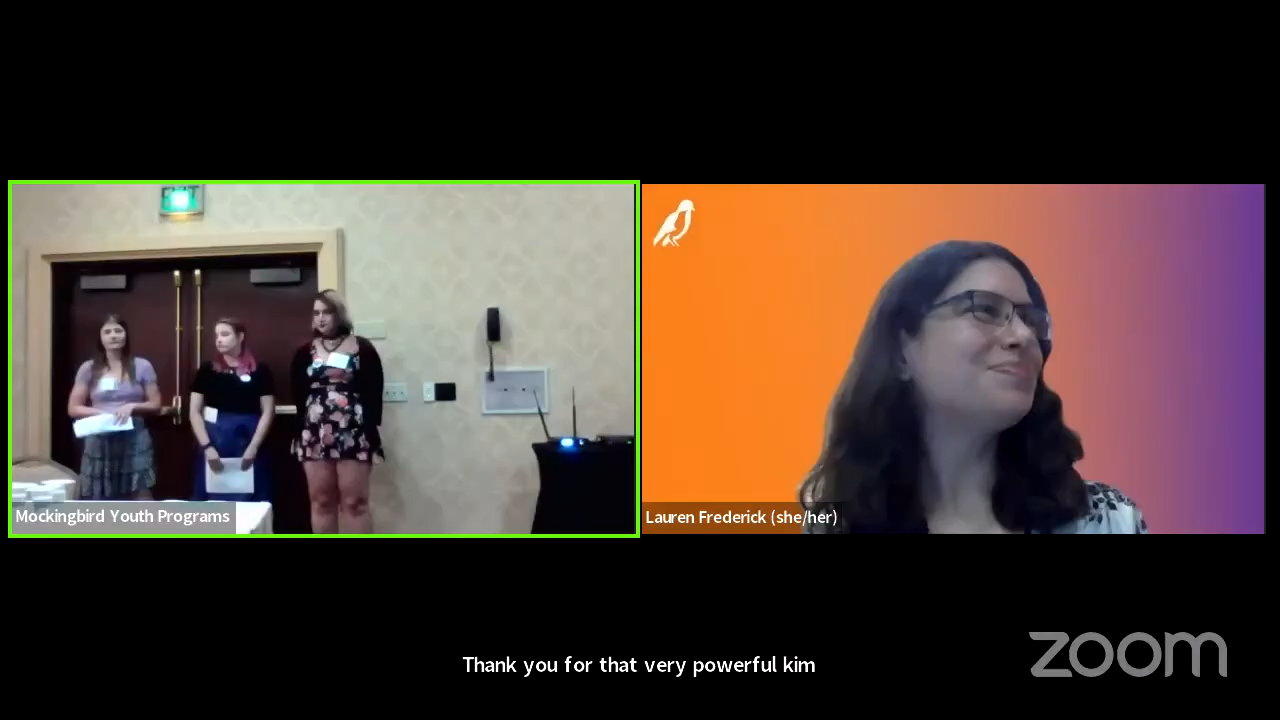 EXIT
Mockingbird Youth Programs
Lauren Frederick (she/her)
Thank you for that very powerful kim
zoom